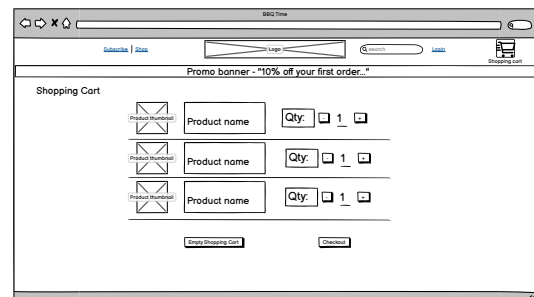 BBQ Time
Subscribe | Shop
Logo
search
Login
Shopping cart
Promo banner - "10% off your first order..."
Shopping Cart
Product thumbnail
Product name
Qty: - 1 +
Product thumbnail
Product name
Qty: - 1 +
Product thumbnail
Product name
Qty: - 1 +
Empty Shopping Cart
Checkout